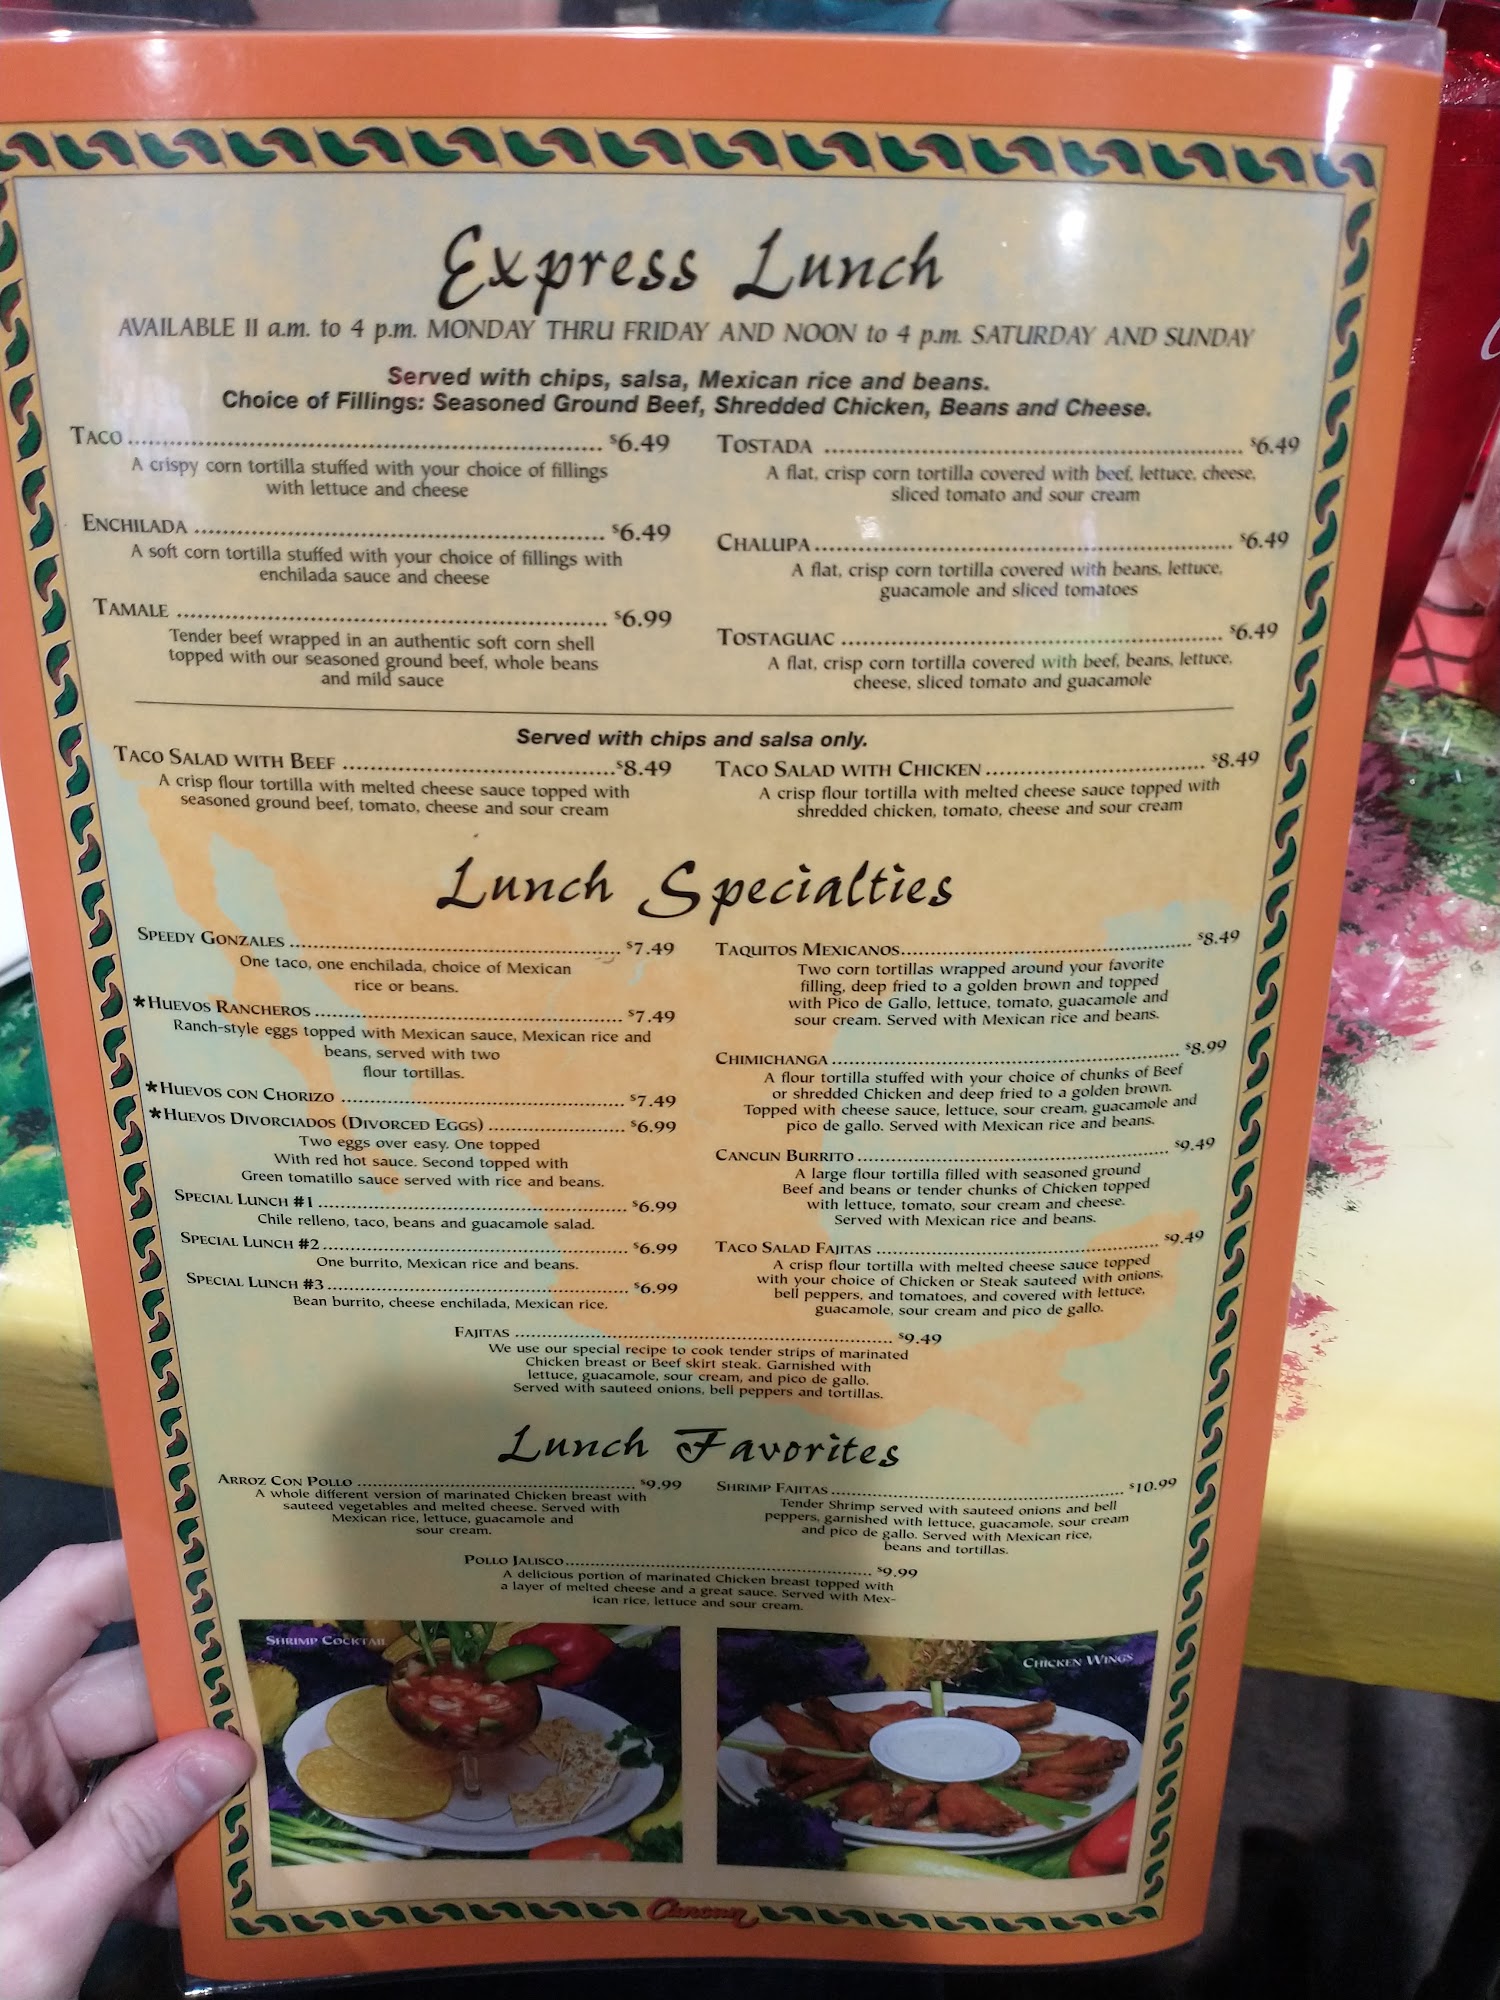 Express Lunch
AVAILABLE 11 a.m. to 4 p.m. MONDAY THRU FRIDAY AND NOON to 4 p.m. SATURDAY AND SUNDAY
Served with chips, salsa, Mexican rice and beans.
Choice of Fillings: Seasoned Ground Beef, Shredded Chicken, Beans and Cheese.
TACO $6.49
A crispy corn tortilla stuffed with your choice of fillings
with lettuce and cheese
ENCHILADA $6.49
A soft corn tortilla stuffed with your choice of fillings with
enchilada sauce and cheese
TAMALE $6.99
Tender beef wrapped in an authentic soft corn shell
topped with our seasoned ground beef, whole beans
and mild sauce
TOSTADA $6.49
A flat, crisp corn tortilla covered with beef, lettuce, cheese,
sliced tomato and sour cream
CHALUPA $6.49
A flat, crisp corn tortilla covered with beans, lettuce,
guacamole and sliced tomatoes
TOSTAGUAC $6.49
A flat, crisp corn tortilla covered with beef, beans, lettuce,
cheese, sliced tomato and guacamole
Served with chips and salsa only.
TACO SALAD WITH BEEF $8.49
A crisp flour tortilla with melted cheese sauce topped with
seasoned ground beef, tomato, cheese and sour cream
TACO SALAD WITH CHICKEN $8.49
A crisp flour tortilla with melted cheese sauce topped with
shredded chicken, tomato, cheese and sour cream
Lunch Specialties
SPEEDY GONZALES $7.49
One taco, one enchilada, choice of Mexican
rice or beans.
*HUEVOS RANCHEROS $7.49
Ranch-style eggs topped with Mexican sauce, Mexican rice and
beans, served with two
flour tortillas.
*HUEVOS CON CHORIZO $7.49
*HUEVOS DIVORCIADOS (DIVORCED EGGS) $6.99
Two eggs over easy. One topped
With red hot sauce. Second topped with
Green tomatillo sauce served with rice and beans.
SPECIAL LUNCH #1 $6.99
Chile relleno, taco, beans and guacamole salad.
SPECIAL LUNCH #2 $6.99
One burrito, Mexican rice and beans.
SPECIAL LUNCH #3 $6.99
Bean burrito, cheese enchilada, Mexican rice.
TAQUITOS MEXICANOS $8.49
Two corn tortillas wrapped around your favorite
filling, deep fried to a golden brown and topped
with Pico de Gallo, lettuce, tomato, guacamole and
sour cream. Served with Mexican rice and beans.
CHIMICHANGA $8.99
A flour tortilla stuffed with your choice of chunks of Beef
or shredded Chicken and deep fried to a golden brown.
Topped with cheese sauce, lettuce, sour cream, guacamole and
pico de gallo. Served with Mexican rice and beans.
CANCUN BURRITO $9.49
A large flour tortilla filled with seasoned ground
Beef and beans or tender chunks of Chicken topped
with lettuce, tomato, sour cream and cheese.
Served with Mexican rice and beans.
TACO SALAD FAJITAS $9.49
A crisp flour tortilla with melted cheese sauce topped
with your choice of Chicken or Steak sauteed with onions,
bell peppers, and tomatoes, and covered with lettuce,
guacamole, sour cream and pico de gallo.
FAJITAS $9.49
We use our special recipe to cook tender strips of marinated
Chicken breast or Beef skirt steak. Garnished with
lettuce, guacamole, sour cream, and pico de gallo.
Served with sauteed onions, bell peppers and tortillas.
Lunch Favorites
ARROZ CON POLLO $9.99
A whole different version of marinated Chicken breast with
sauteed vegetables and melted cheese. Served with
Mexican rice, lettuce, guacamole and
sour cream.
SHRIMP FAJITAS $10.99
Tender Shrimp served with sauteed onions and bell
peppers, garnished with lettuce, guacamole, sour cream
and pico de gallo. Served with Mexican rice,
beans and tortillas.
POLLO JALISCO $9.99
A delicious portion of marinated Chicken breast topped with
a layer of melted cheese and a great sauce. Served with Mex-
ican rice, lettuce and sour cream.
SHRIMP COCKTAIL
CHICKEN WINGS
Cancun